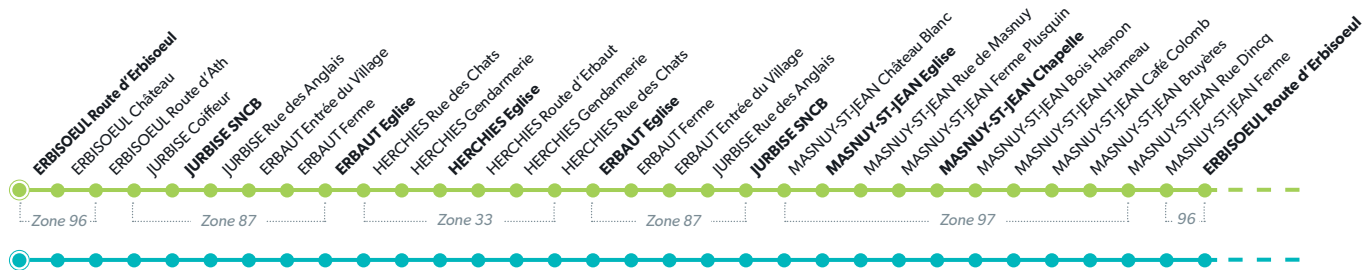 ERBISOEUL Route d'Erbisoeul
ERBISOEUL Château
ERBISOEUL Route d'Ath
JURBISE Coiffeur
JURBISE SNCB
JURBISE Rue des Anglais
ERBAUT Entrée du Village
ERBAUT Ferme
ERBAUT Eglise
HERCHIES Rue des Chats
HERCHIES Gendarmerie
HERCHIES Eglise
HERCHIES Route d'Erbaut
HERCHIES Gendarmerie
HERCHIES Rue des Chats
ERBAUT Eglise
ERBAUT Ferme
ERBAUT Entrée du Village
JURBISE Rue des Anglais
JURBISE SNCB
MASNUY-ST-JEAN Château Blanc
MASNUY-ST-JEAN Eglise
MASNUY-ST-JEAN Rue de Masnuy
MASNUY-ST-JEAN Ferme Plusquin
MASNUY-ST-JEAN Chapelle
MASNUY-ST-JEAN Bois Hasnon
MASNUY-ST-JEAN Hameau
MASNUY-ST-JEAN Café Colomb
MASNUY-ST-JEAN Bruyères
MASNUY-ST-JEAN Rue Dincq
MASNUY-ST-JEAN Ferme
ERBISOEUL Route d'Erbisoeul
Zone 96
Zone 87
Zone 33
Zone 87
Zone 97
96